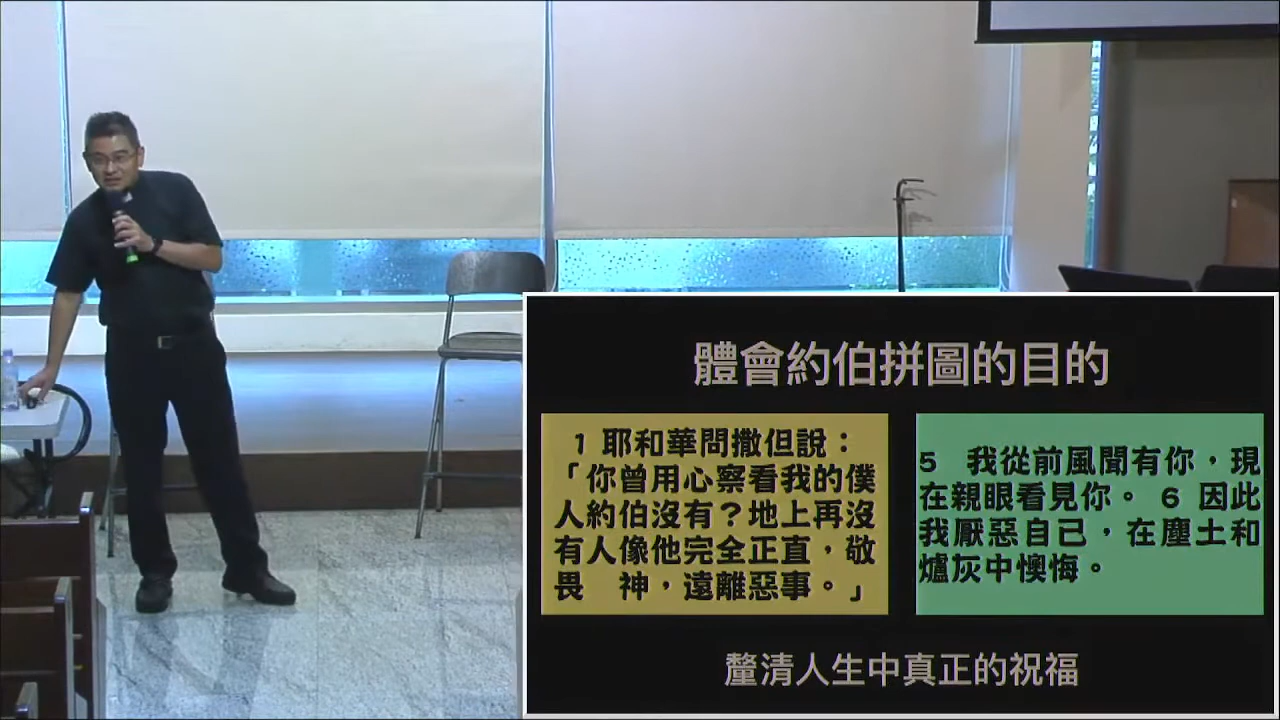 體會約伯拼圖的目的
1 耶和華問撒但說：
「你曾用心察看我的僕
人約伯沒有？地上再沒
有人像他完全正直，敬
畏　神，遠離惡事。」
5　我從前風聞有你，現
在親眼看見你。 6 因此
我厭惡自己，在塵土和
爐灰中懊悔。
釐清人生中真正的祝福